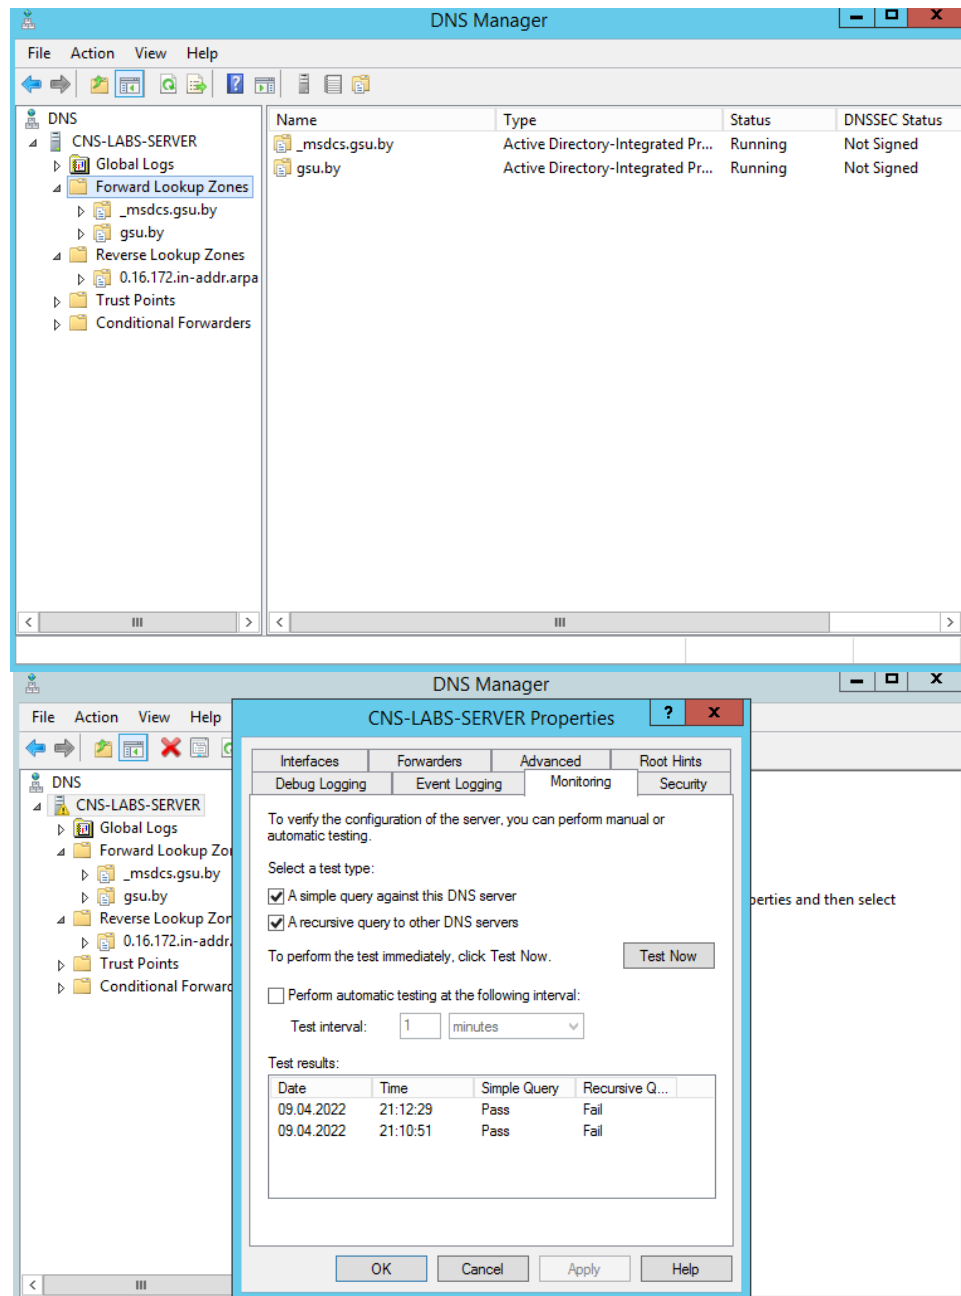 DNS Manager
File Action View Help
DNS
CNS-LABS-SERVER
Global Logs
Forward Lookup Zones
_msdcs.gsu.by
gsu.by
Reverse Lookup Zones
0.16.172.in-addr.arpa
Trust Points
Conditional Forwarders
Name Type Status DNSSEC Status
_msdcs.gsu.by Active Directory-Integrated Pr... Running Not Signed
gsu.by Active Directory-Integrated Pr... Running Not Signed
DNS Manager
File Action View Help
DNS
CNS-LABS-SERVER
Global Logs
Forward Lookup Zor
_msdcs.gsu.by
gsu.by
Reverse Lookup Zor
0.16.172.in-addr.
Trust Points
Conditional Forward
perties and then select
CNS-LABS-SERVER Properties
Interfaces Forwarders Advanced Root Hints
Debug Logging Event Logging Monitoring Security
To verify the configuration of the server, you can perform manual or
automatic testing.
Select a test type:
A simple query against this DNS server
A recursive query to other DNS servers
To perform the test immediately, click Test Now. Test Now
Perform automatic testing at the following interval:
Test interval: 1 minutes
Test results:
Date Time Simple Query Recursive Q...
09.04.2022 21:12:29 Pass Fail
09.04.2022 21:10:51 Pass Fail
OK Cancel Apply Help